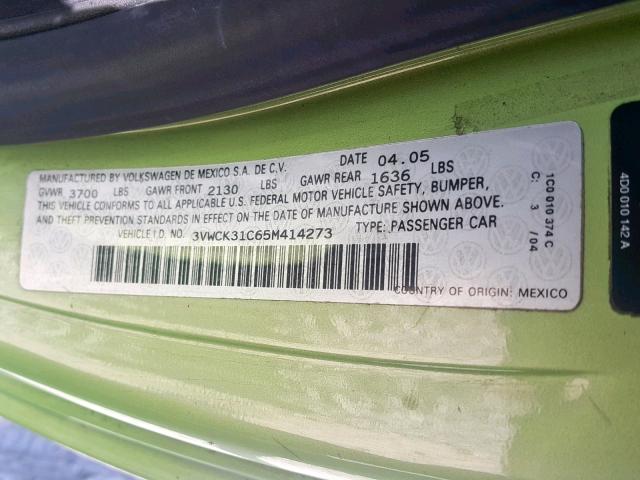 MANUFACTURED BY VOLKSWAGEN DE MEXICO S.A. DE C.V. DATE 04.05
GVWR 3700 LBS GAWR FRONT 2130 LBS GAWR REAR 1636 LBS
THIS VEHICLE CONFORMS TO ALL APPLICABLE U.S. FEDERAL MOTOR VEHICLE SAFETY, BUMPER,
AND THEFT PREVENTION STANDARDS IN EFFECT ON THE DATE OF MANUFACTURE SHOWN ABOVE.
VEHICLE I.D. NO. 3VWCK31C65M414273 TYPE: PASSENGER CAR
COUNTRY OF ORIGIN: MEXICO
1C0 010 374 C
C: 3 /04
4D0 010 142 A